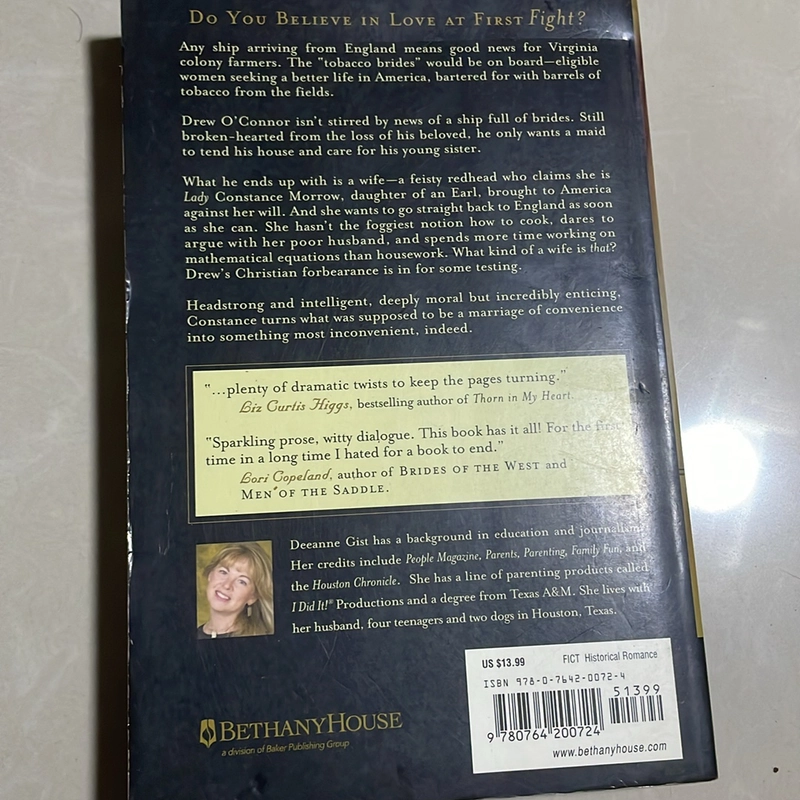 DO YOU BELIEVE IN LOVE AT FIRST Fight?
Any ship arriving from England means good news for Virginia
colony farmers. The "tobacco brides" would be on board—eligible
women seeking a better life in America, bartered for with barrels of
tobacco from the fields.
Drew O'Connor isn't stirred by news of a ship full of brides. Still
broken-hearted from the loss of his beloved, he only wants a maid
to tend his house and care for his young sister.
What he ends up with is a wife—a feisty redhead who claims she is
Lady Constance Morrow, daughter of an Earl, brought to America
against her will. And she wants to go straight back to England as soon
as she can. She hasn't the foggiest notion how to cook, dares to
argue with her poor husband, and spends more time working on
mathematical equations than housework. What kind of a wife is that?
Drew's Christian forbearance is in for some testing.
Headstrong and intelligent, deeply moral but incredibly enticing,
Constance turns what was supposed to be a marriage of convenience
into something most inconvenient, indeed.
"...plenty of dramatic twists to keep the pages turning."
Liz Curtis Higgs, bestselling author of Thorn in My Heart.
"Sparkling prose, witty dialogue. This book has it all! For the first
time in a long time I hated for a book to end."
Lori Copeland, author of BRIDES OF THE WEST and
MEN OF THE SADDLE.
Deeanne Gist has a background in education and journalism.
Her credits include People Magazine, Parents, Parenting, Family Fun, and
the Houston Chronicle. She has a line of parenting products called
I Did It!® Productions and a degree from Texas A&M. She lives with
her husband, four teenagers and two dogs in Houston, Texas.
US $13.99 FICT Historical Romance
ISBN 978-0-7642-0072-4
51399
9 780764 200724
www.bethanyhouse.com
BETHANYHOUSE
a division of Baker Publishing Group